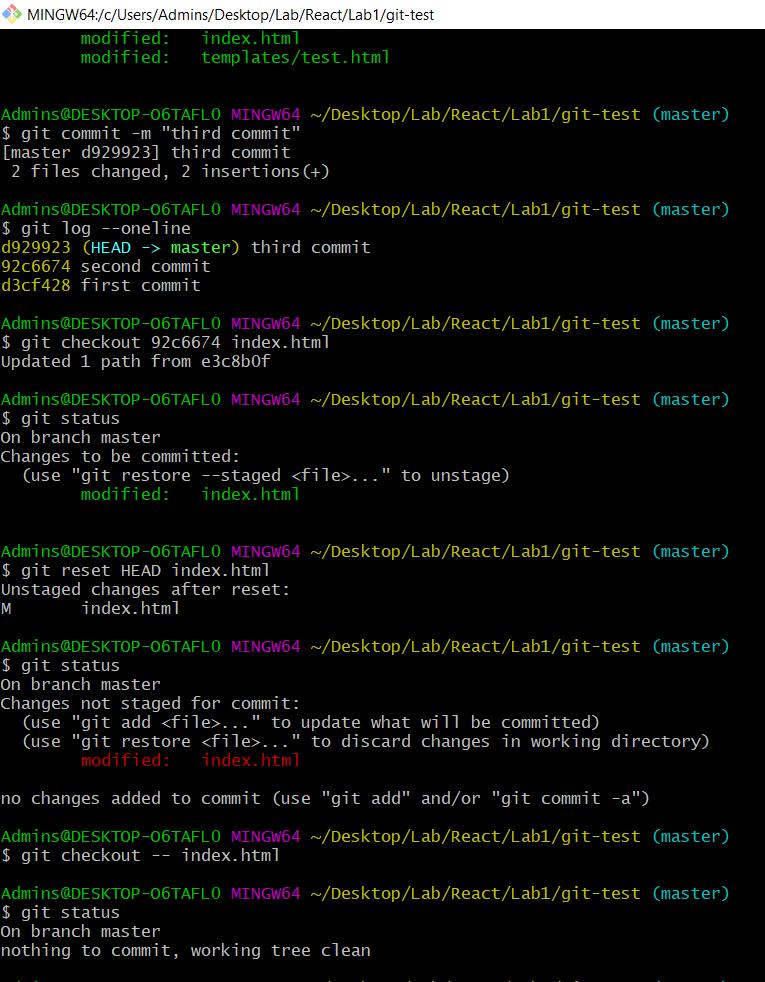 MINGW64:/c/Users/Admins/Desktop/Lab/React/Lab1/git-test
modified: index.html
modified: templates/test.html
Admins@DESKTOP-O6TAFL0 MINGW64 ~/Desktop/Lab/React/Lab1/git-test (master)
$ git commit -m "third commit"
[master d929923] third commit
2 files changed, 2 insertions(+)
Admins@DESKTOP-O6TAFL0 MINGW64 ~/Desktop/Lab/React/Lab1/git-test (master)
$ git log --oneline
d929923 (HEAD -> master) third commit
92c6674 second commit
d3cf428 first commit
Admins@DESKTOP-O6TAFL0 MINGW64 ~/Desktop/Lab/React/Lab1/git-test (master)
$ git checkout 92c6674 index.html
Updated 1 path from e3c8b0f
Admins@DESKTOP-O6TAFL0 MINGW64 ~/Desktop/Lab/React/Lab1/git-test (master)
$ git status
On branch master
Changes to be committed:
(use "git restore --staged <file>..." to unstage)
modified: index.html
Admins@DESKTOP-O6TAFL0 MINGW64 ~/Desktop/Lab/React/Lab1/git-test (master)
$ git reset HEAD index.html
Unstaged changes after reset:
M index.html
Admins@DESKTOP-O6TAFL0 MINGW64 ~/Desktop/Lab/React/Lab1/git-test (master)
$ git status
On branch master
Changes not staged for commit:
(use "git add <file>..." to update what will be committed)
(use "git restore <file>..." to discard changes in working directory)
modified: index.html
no changes added to commit (use "git add" and/or "git commit -a")
Admins@DESKTOP-O6TAFL0 MINGW64 ~/Desktop/Lab/React/Lab1/git-test (master)
$ git checkout -- index.html
Admins@DESKTOP-O6TAFL0 MINGW64 ~/Desktop/Lab/React/Lab1/git-test (master)
$ git status
On branch master
nothing to commit, working tree clean